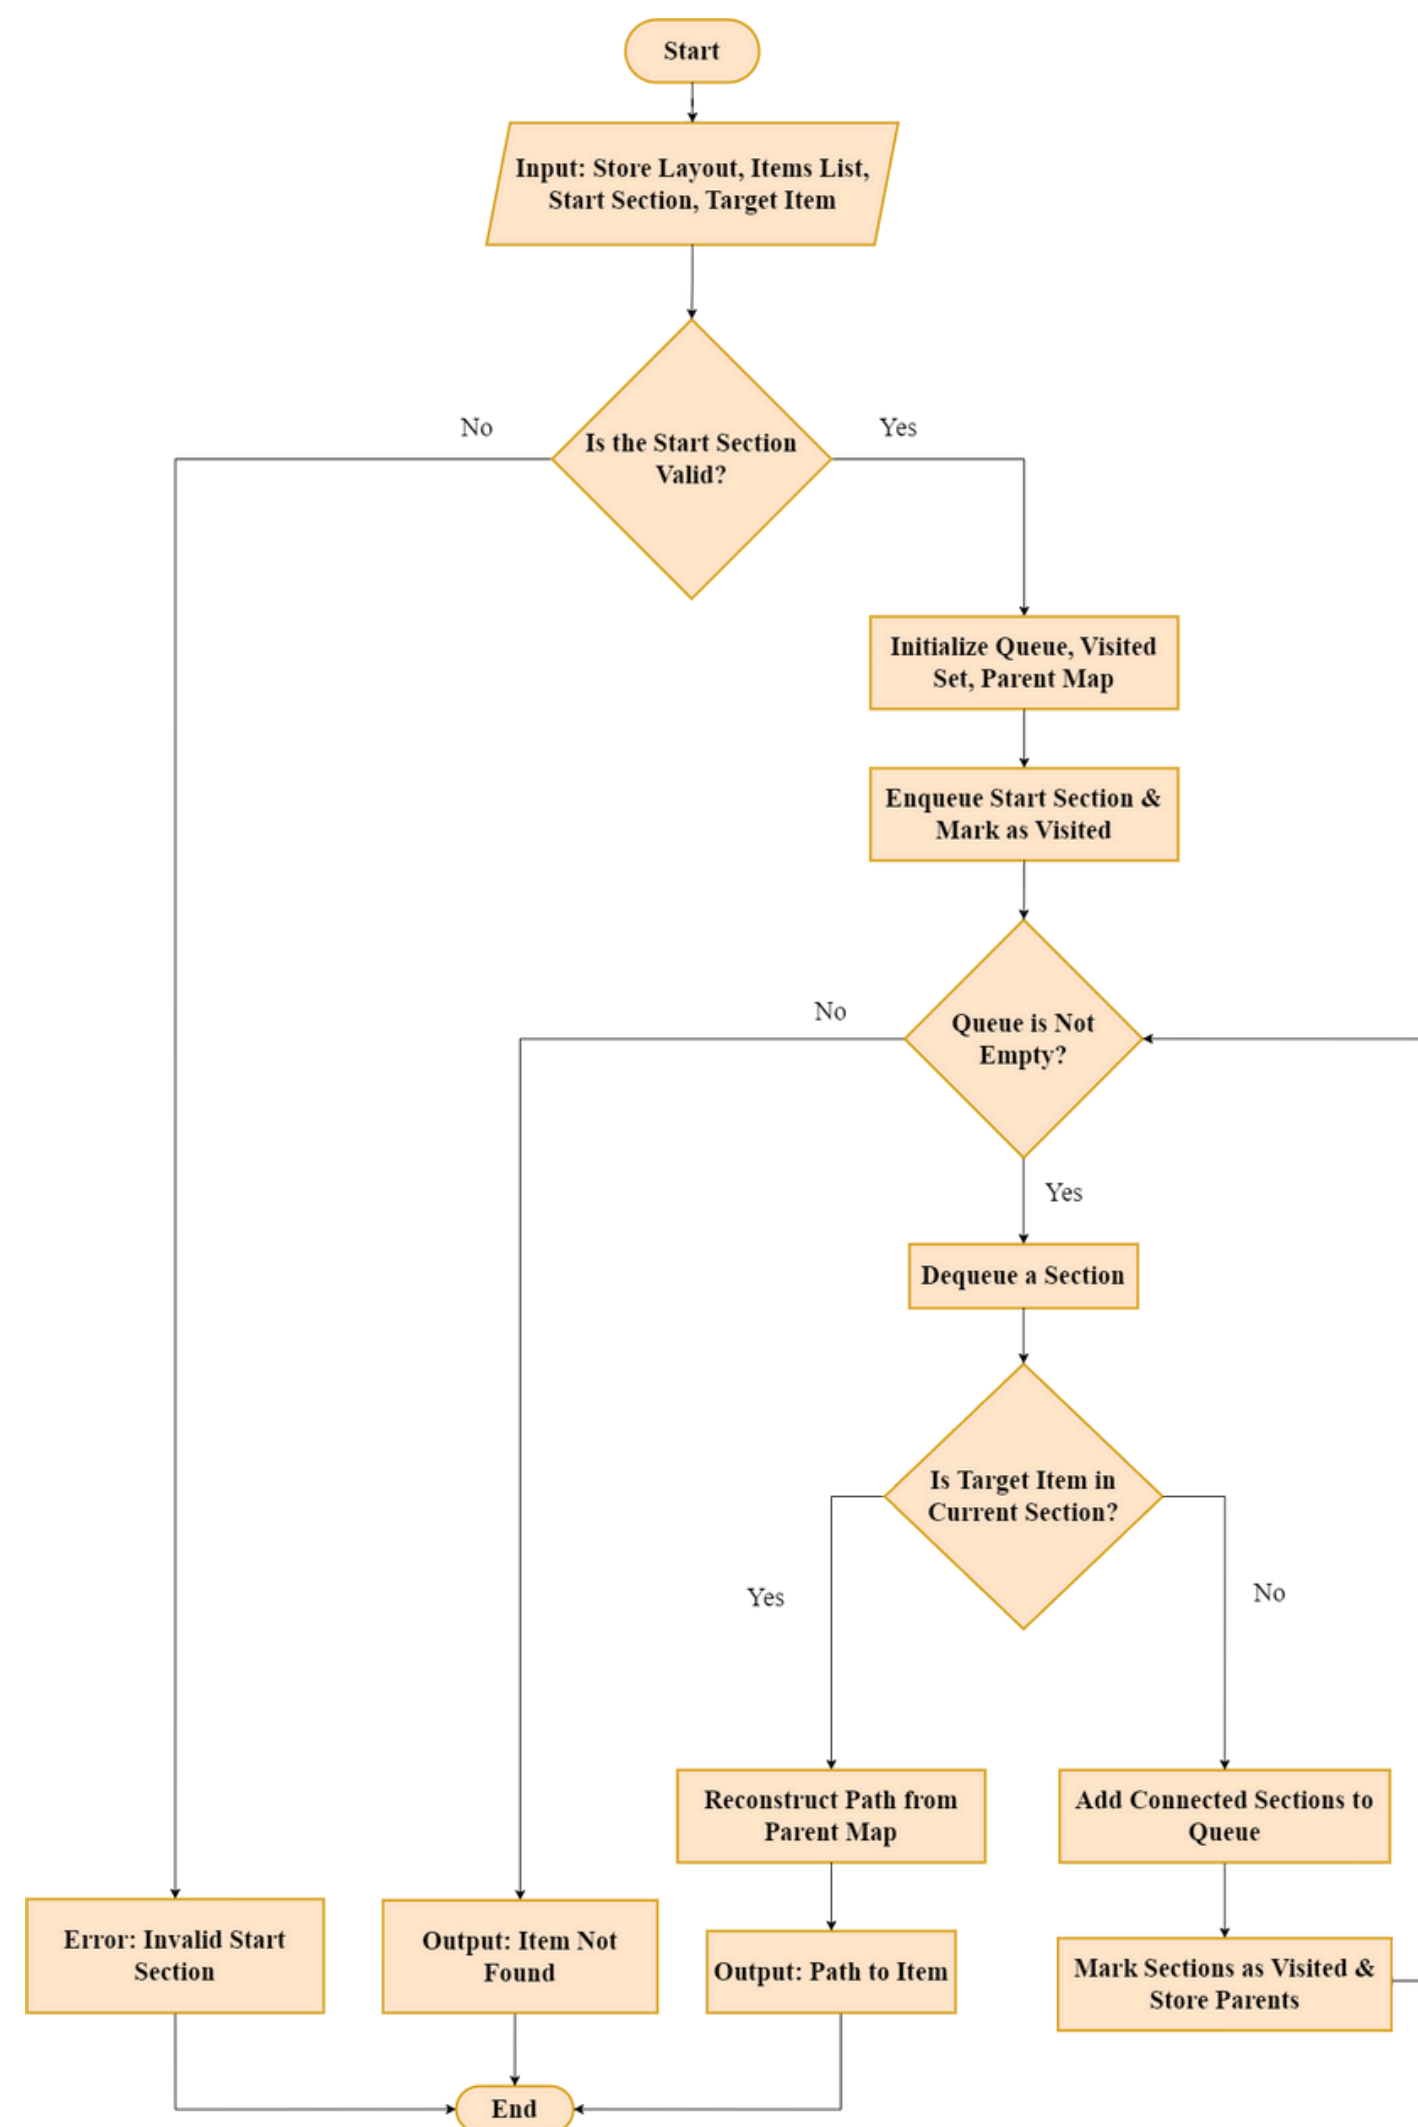 Start
Input: Store Layout, Items List,
Start Section, Target Item
No
Yes
Is the Start Section
Valid?
Initialize Queue, Visited
Set, Parent Map
Enqueue Start Section &
Mark as Visited
No
Queue is Not
Empty?
Yes
Dequeue a Section
Is Target Item in
Current Section?
Yes
No
Reconstruct Path from
Parent Map
Add Connected Sections to
Queue
Error: Invalid Start
Section
Output: Item Not
Found
Output: Path to Item
Mark Sections as Visited &
Store Parents
End